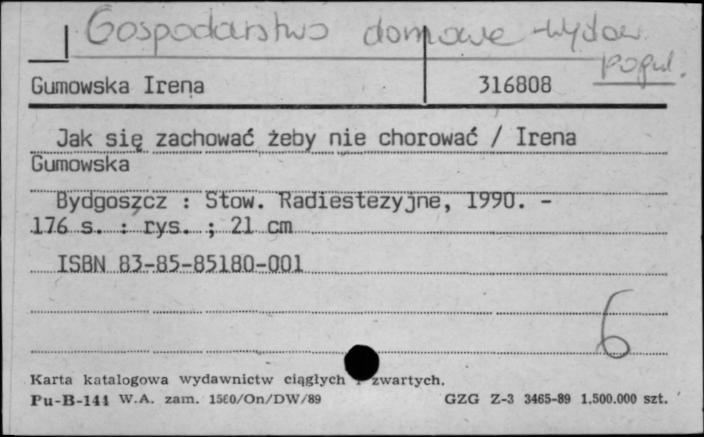 Gospodarstwo domowe - wydaw.
popul.
Gumowska Irena 316808
Jak się zachować żeby nie chorować / Irena
Gumowska
Bydgoszcz : Stow. Radiestezyjne, 1990. -
176 s. : rys. ; 21 cm
ISBN 83-85-85180-001
6
Karta katalogowa wydawnictw ciągłych i zwartych.
Pu-B-141 W.A. zam. 1560/On/DW/89 GZG Z-3 3465-89 1.500.000 szt.